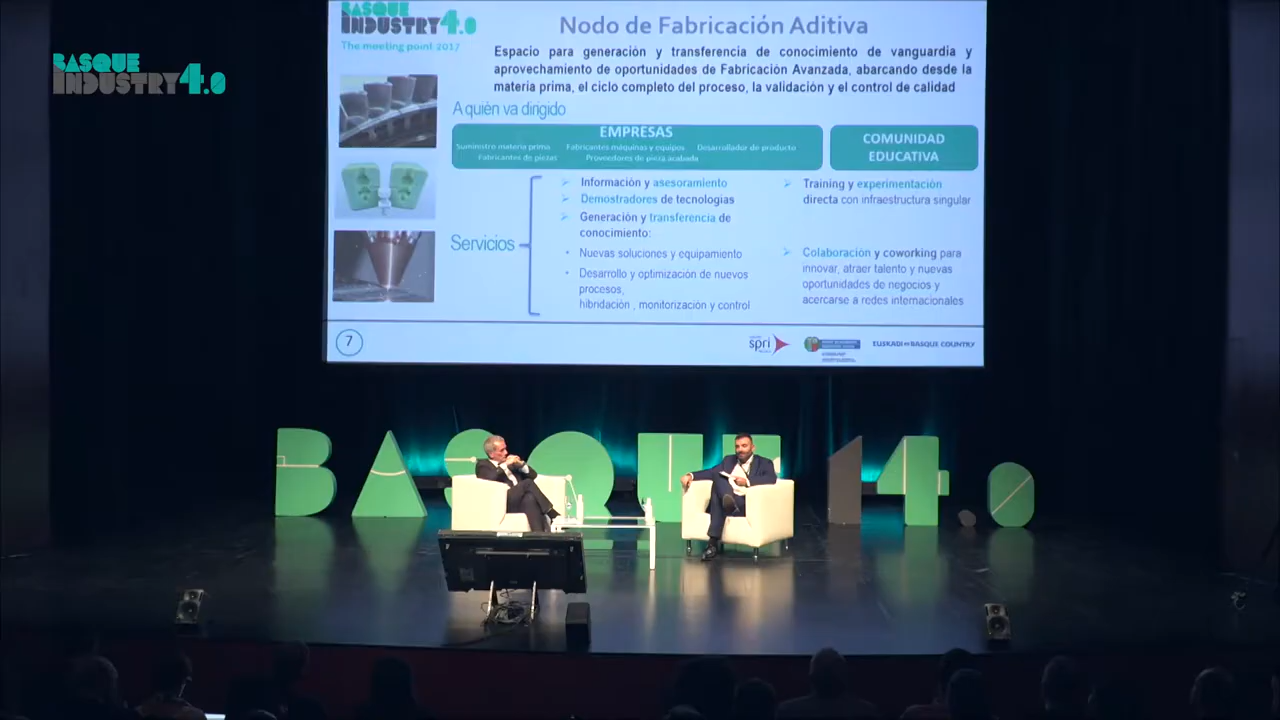 BASQUE
INDUSTRY 4.0
BASQUE
INDUSTRY 4.0
The meeting point 2017
Nodo de Fabricación Aditiva
Espacio para generación y transferencia de conocimiento de vanguardia y
aprovechamiento de oportunidades de Fabricación Avanzada, abarcando desde la
materia prima, el ciclo completo del proceso, la validación y el control de calidad
A quién va dirigido
EMPRESAS
Suministro materia prima Fabricantes máquinas y equipos Desarrollador de producto
Fabricantes de piezas Proveedores de pieza acabada
COMUNIDAD
EDUCATIVA
Servicios
Información y asesoramiento
Demostradores de tecnologías
Generación y transferencia de
conocimiento:
• Nuevas soluciones y equipamiento
• Desarrollo y optimización de nuevos
procesos,
hibridación , monitorización y control
Training y experimentación
directa con infraestructura singular
Colaboración y coworking para
innovar, atraer talento y nuevas
oportunidades de negocios y
acercarse a redes internacionales
7
spri
EUSKADI BASQUE COUNTRY
BASQUE 4.0